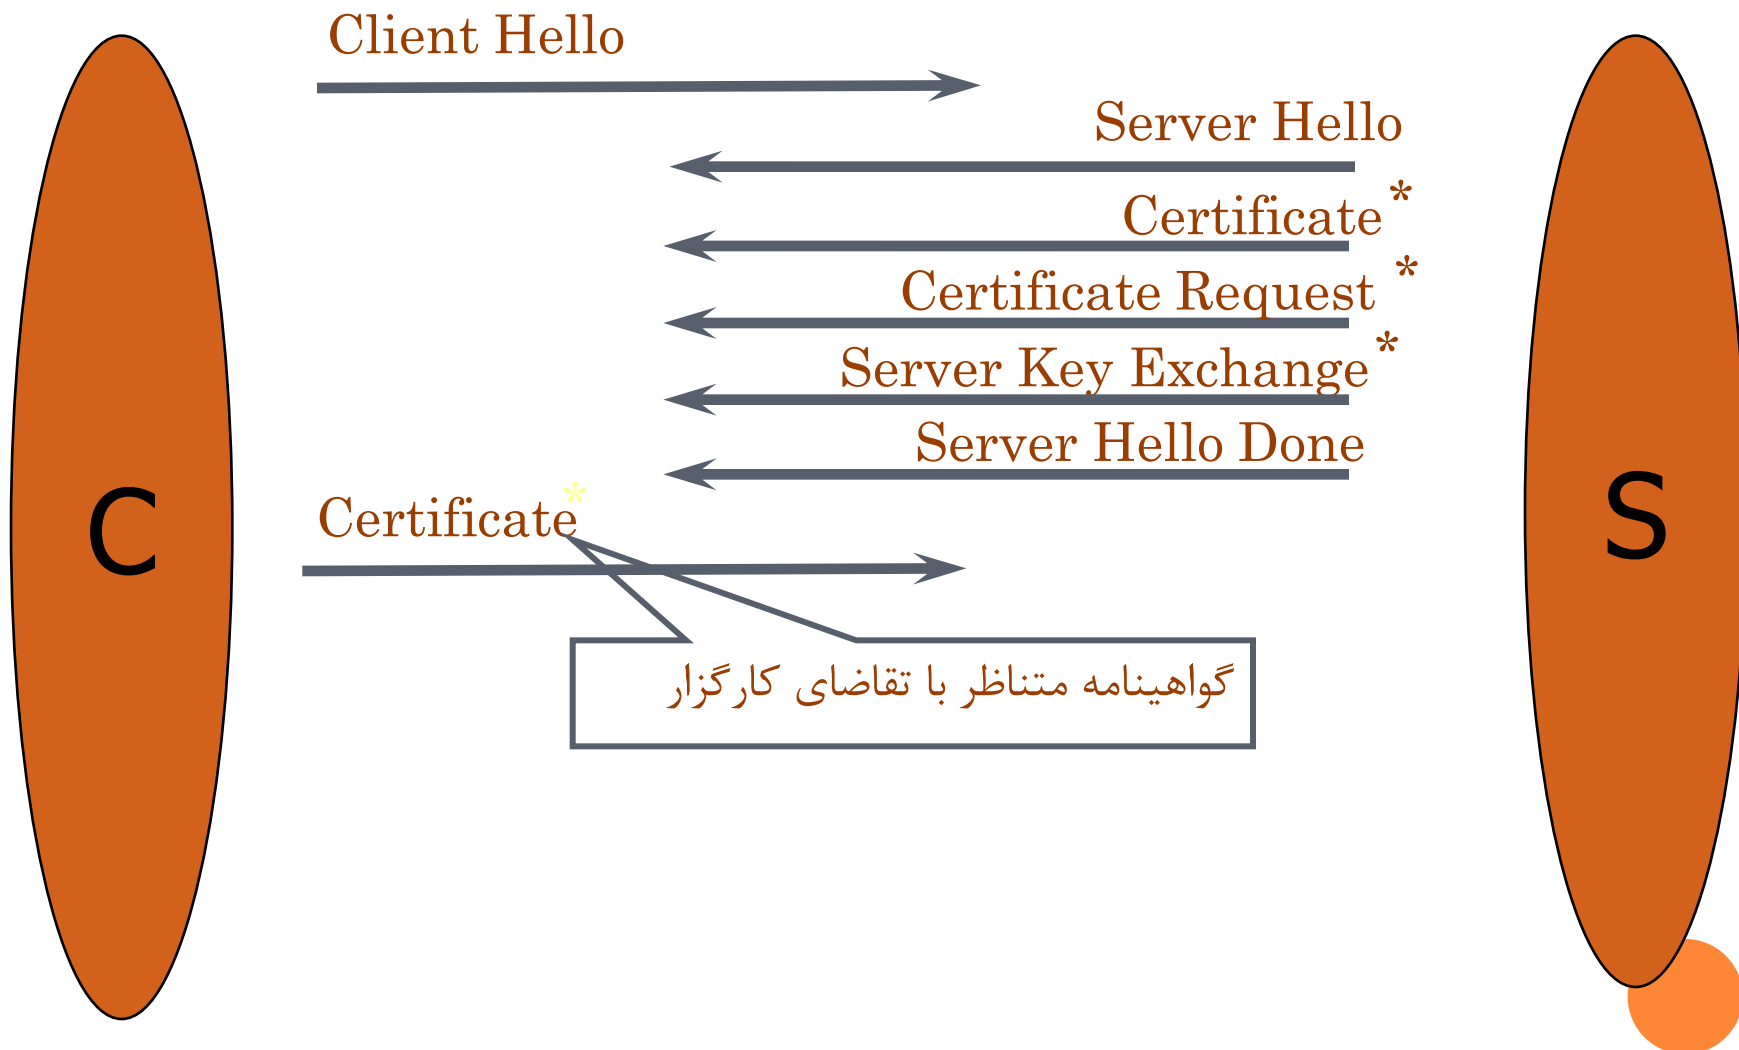 Client Hello
Server Hello
Certificate*
Certificate Request *
Server Key Exchange*
Server Hello Done
Certificate*
C
S
گواهینامه متناظر با تقاضای کارگزار